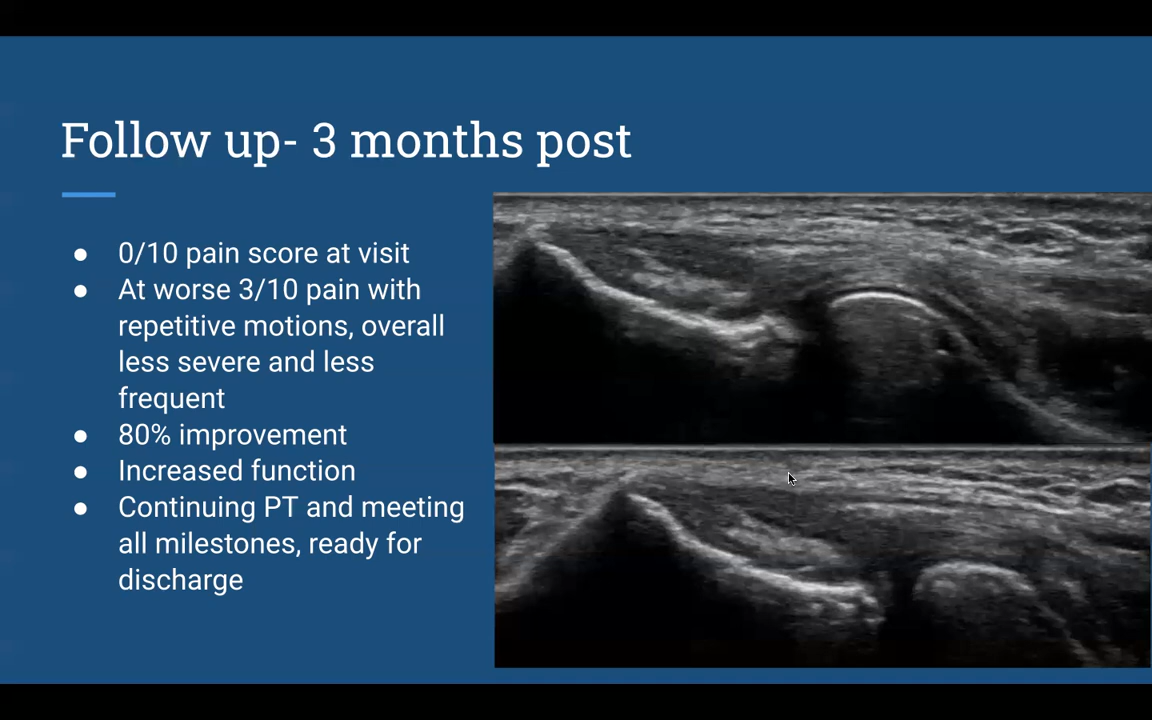 Follow up- 3 months post
● 0/10 pain score at visit
● At worse 3/10 pain with
repetitive motions, overall
less severe and less
frequent
● 80% improvement
● Increased function
● Continuing PT and meeting
all milestones, ready for
discharge